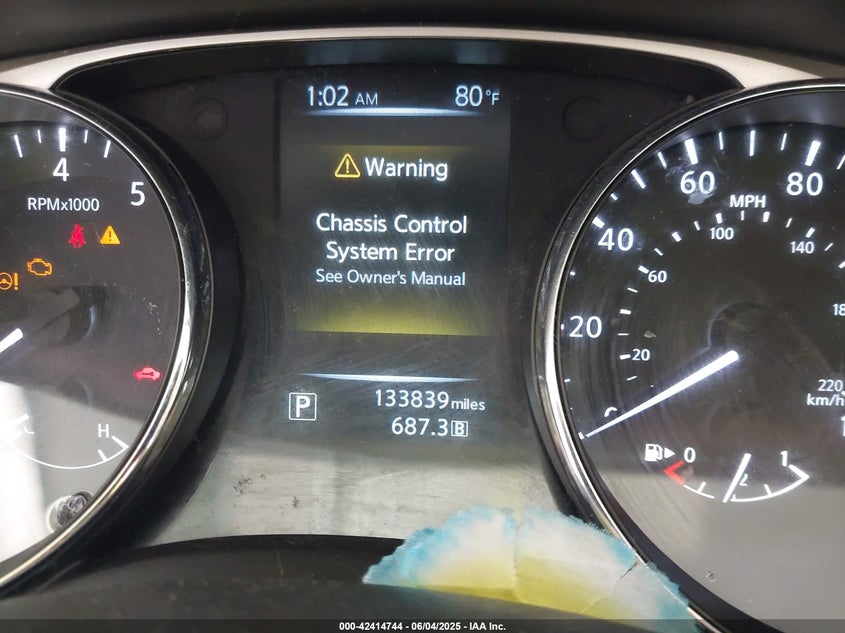 1:02 AM 80°F
Warning
Chassis Control
System Error
See Owner's Manual
P 133839 miles
687.3 B
4
5
RPMx1000
H
20
40
60
80
MPH
20
60
100
140
220
km/h
0
1
000-42414744 - 06/04/2025 - IAA Inc.